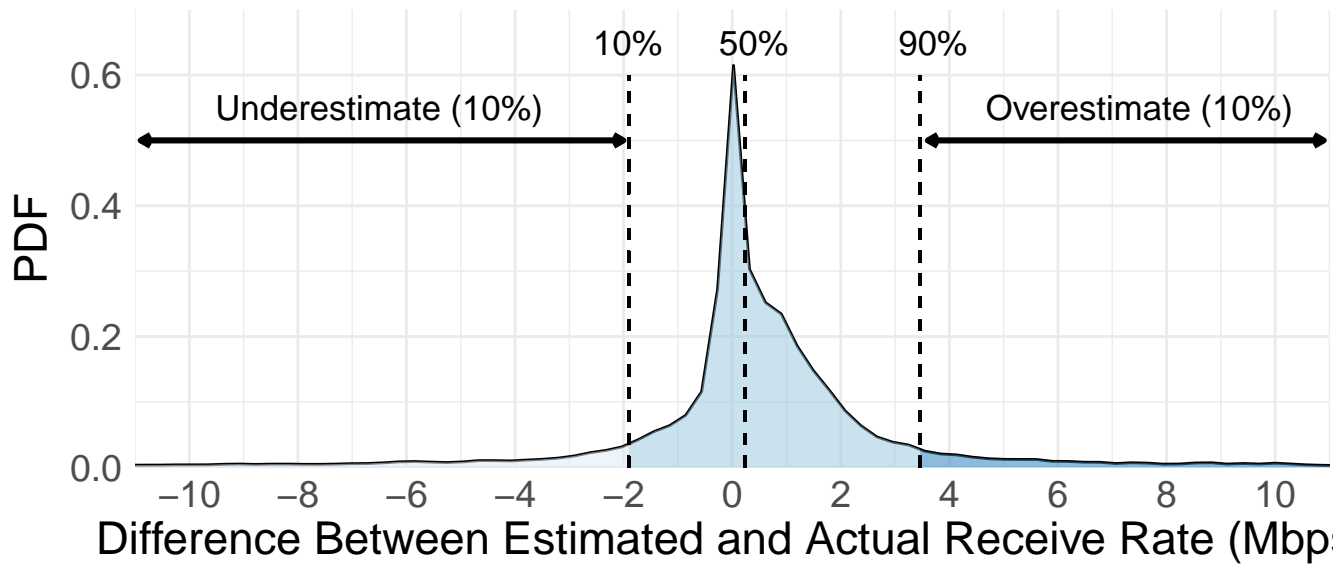 10% 50% 90%
Underestimate (10%) Overestimate (10%)
PDF
0.6
0.4
0.2
0.0
−10 −8 −6 −4 −2 0 2 4 6 8 10
Difference Between Estimated and Actual Receive Rate (Mbps